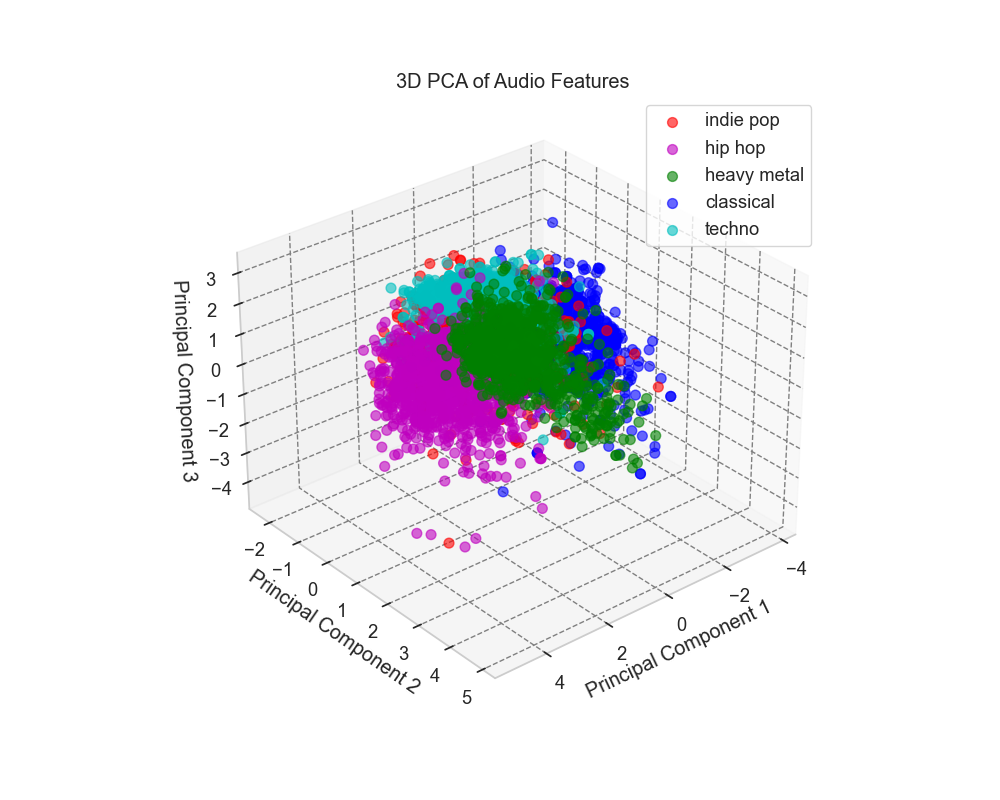 3D PCA of Audio Features
indie pop
hip hop
heavy metal
classical
techno
3
2
1
0
−1
−2
−3
−4
Principal Component 3
−2
−1
0
1
2
3
4
5
Principal Component 2
−4
−2
0
2
4
Principal Component 1